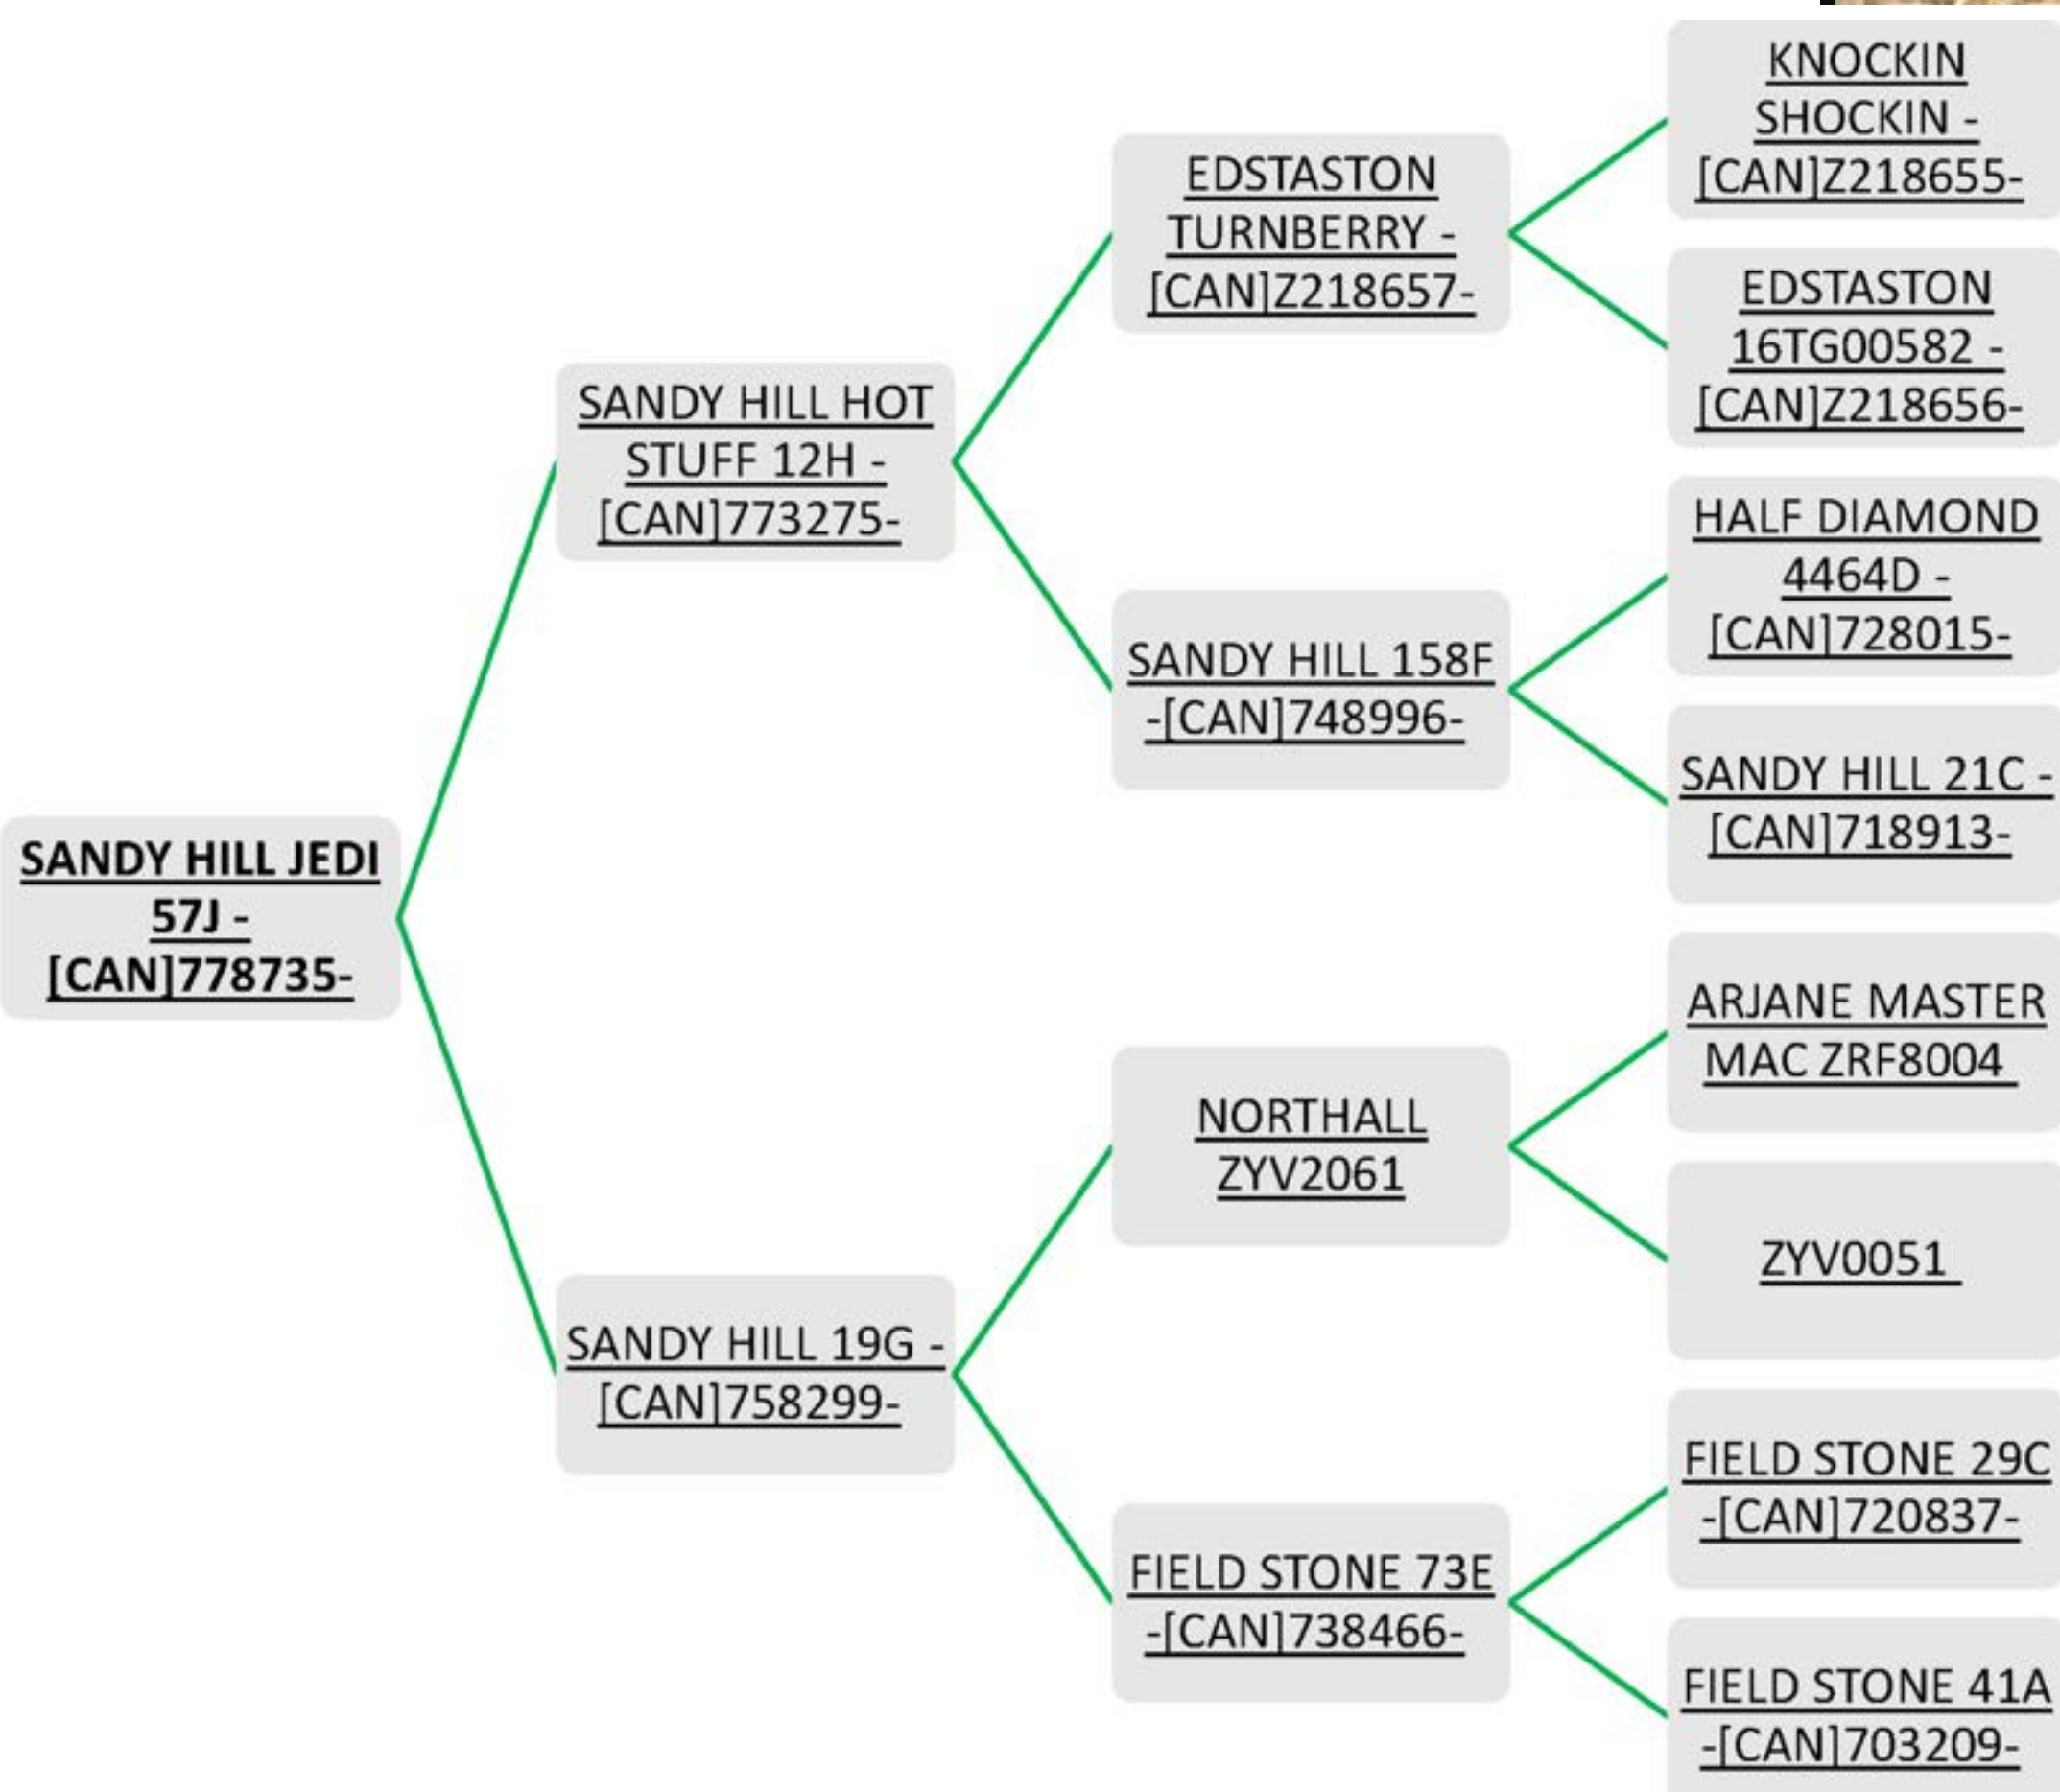 SANDY HILL JEDI
57J -
[CAN]778735-
SANDY HILL HOT
STUFF 12H -
[CAN]773275-
SANDY HILL 19G -
[CAN]758299-
EDSTASTON
TURNBERRY -
[CAN]Z218657-
SANDY HILL 158F
-[CAN]748996-
NORTHALL
ZYV2061
FIELD STONE 73E
-[CAN]738466-
KNOCKIN
SHOCKIN -
[CAN]Z218655-
EDSTASTON
16TG00582 -
[CAN]Z218656-
HALF DIAMOND
4464D -
[CAN]728015-
SANDY HILL 21C -
[CAN]718913-
ARJANE MASTER
MAC ZRF8004
ZYV0051
FIELD STONE 29C
-[CAN]720837-
FIELD STONE 41A
-[CAN]703209-